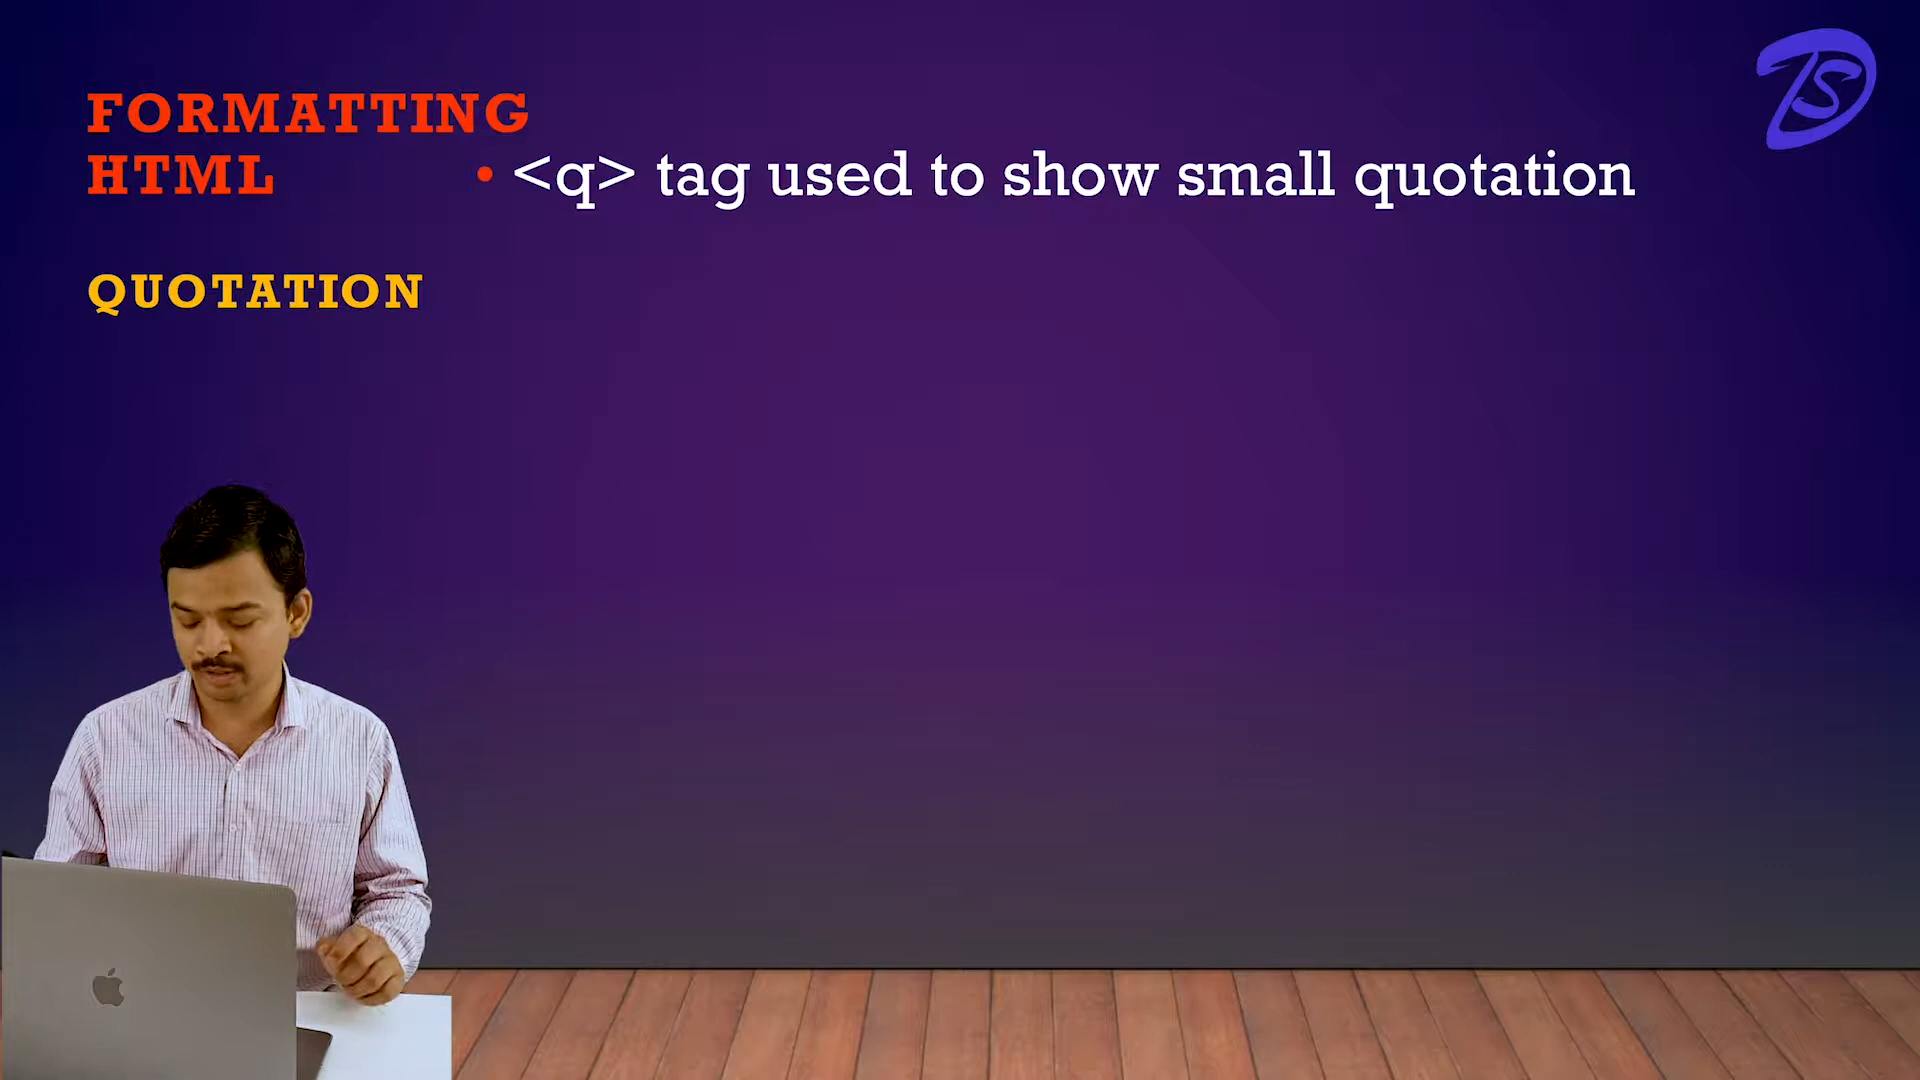 FORMATTING
HTML
• <q> tag used to show small quotation
QUOTATION